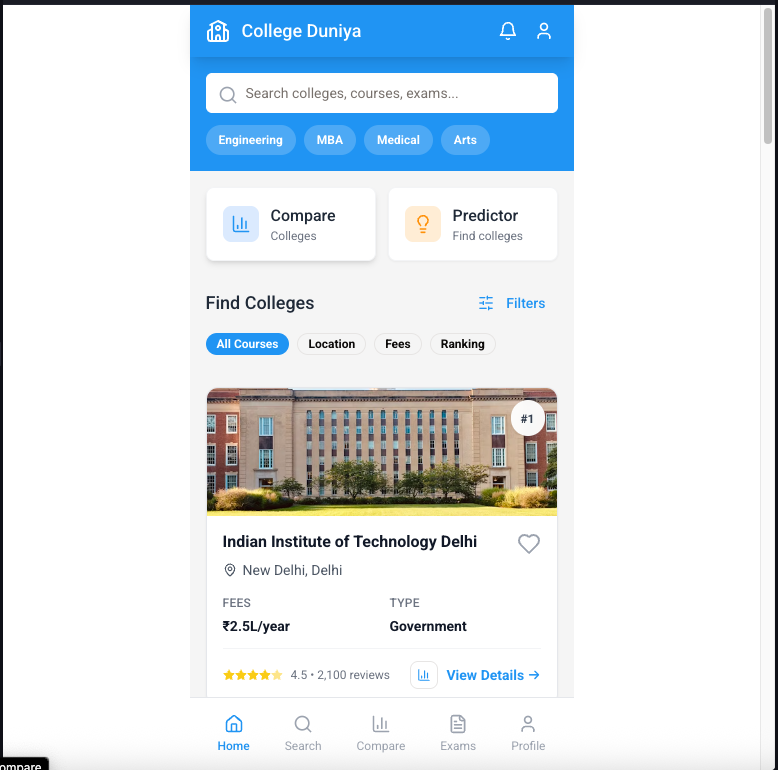 College Duniya
Search colleges, courses, exams...
Engineering MBA Medical Arts
Compare
Colleges
Predictor
Find colleges
Find Colleges Filters
All Courses Location Fees Ranking
#1
Indian Institute of Technology Delhi
New Delhi, Delhi
FEES TYPE
₹2.5L/year Government
4.5 • 2,100 reviews View Details →
Home Search Compare Exams Profile
ompare